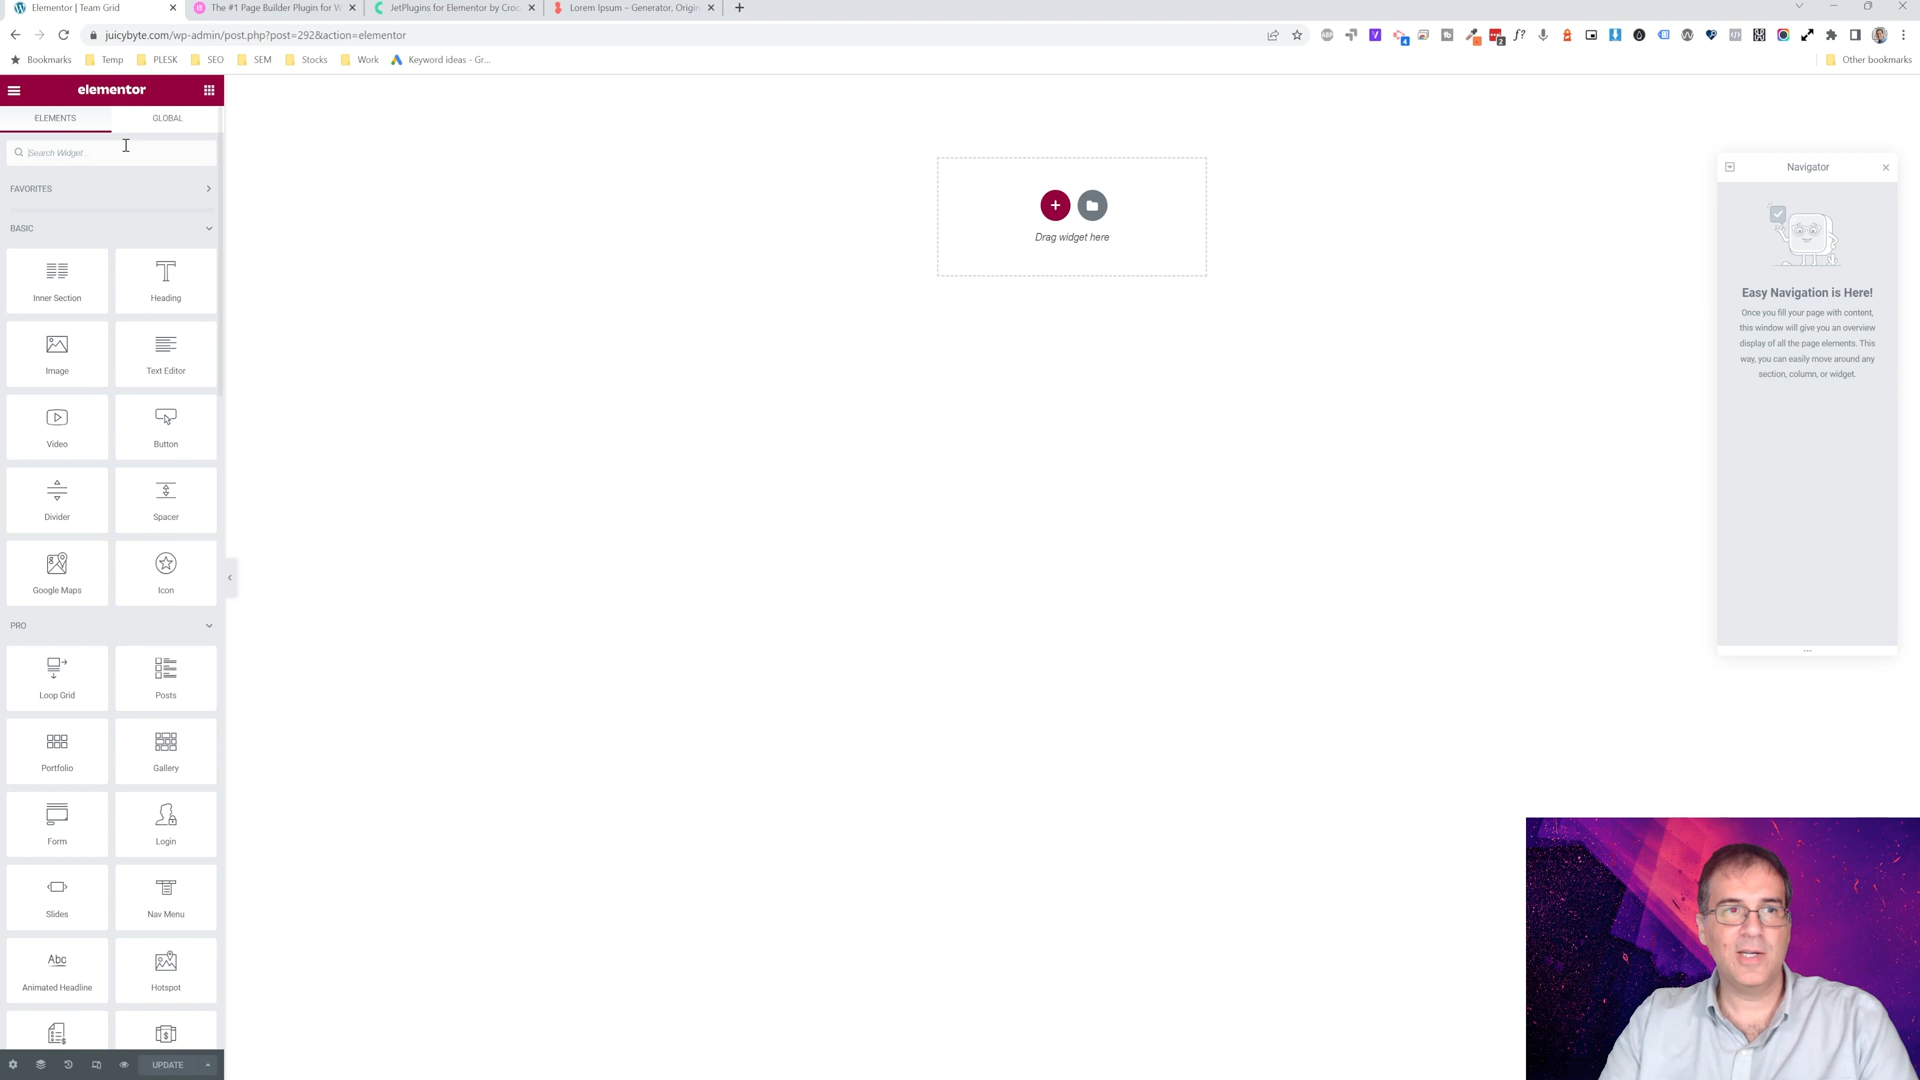 Elementor | Team Grid
The #1 Page Builder Plugin for W
JetPlugins for Elementor by Croc
Lorem Ipsum – Generator, Origin
juicybyte.com/wp-admin/post.php?post=292&action=elementor
Bookmarks
Temp
PLESK
SEO
SEM
Stocks
Work
Keyword ideas - Gr...
Other bookmarks
elementor
ELEMENTS
GLOBAL
Search Widget...
FAVORITES
BASIC
Inner Section
Heading
Image
Text Editor
Video
Button
Divider
Spacer
Google Maps
Icon
PRO
Loop Grid
Posts
Portfolio
Gallery
Form
Login
Slides
Nav Menu
Abc
Animated Headline
Hotspot
UPDATE
Drag widget here
Navigator
Easy Navigation is Here!
Once you fill your page with content,
this window will give you an overview
display of all the page elements. This
way, you can easily move around any
section, column, or widget.